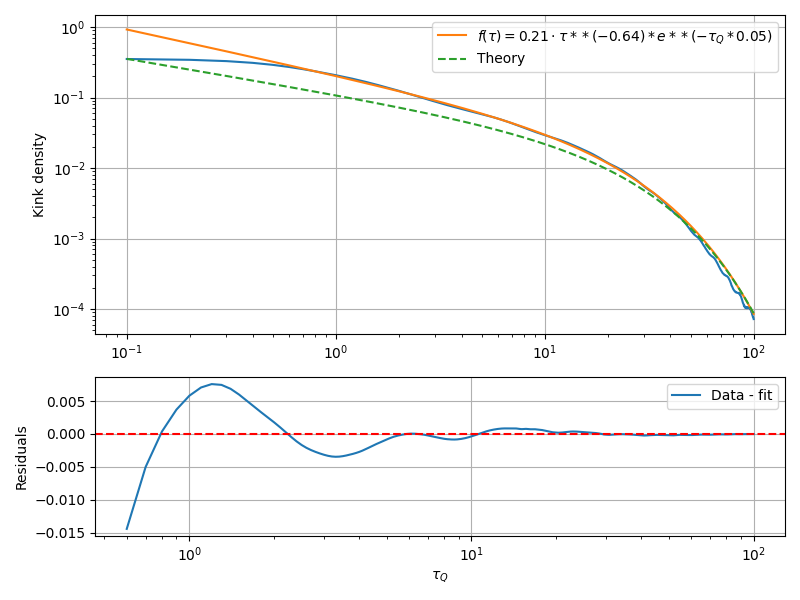 10⁰
10⁻¹
10⁻²
10⁻³
10⁻⁴
Kink density
f(τ) = 0.21 · τ**(−0.64)*e**(−τ_Q*0.05)
Theory
10⁻¹
10⁰
10¹
10²
0.005
0.000
−0.005
−0.010
−0.015
Residuals
Data - fit
10⁰
10¹
10²
τ_Q